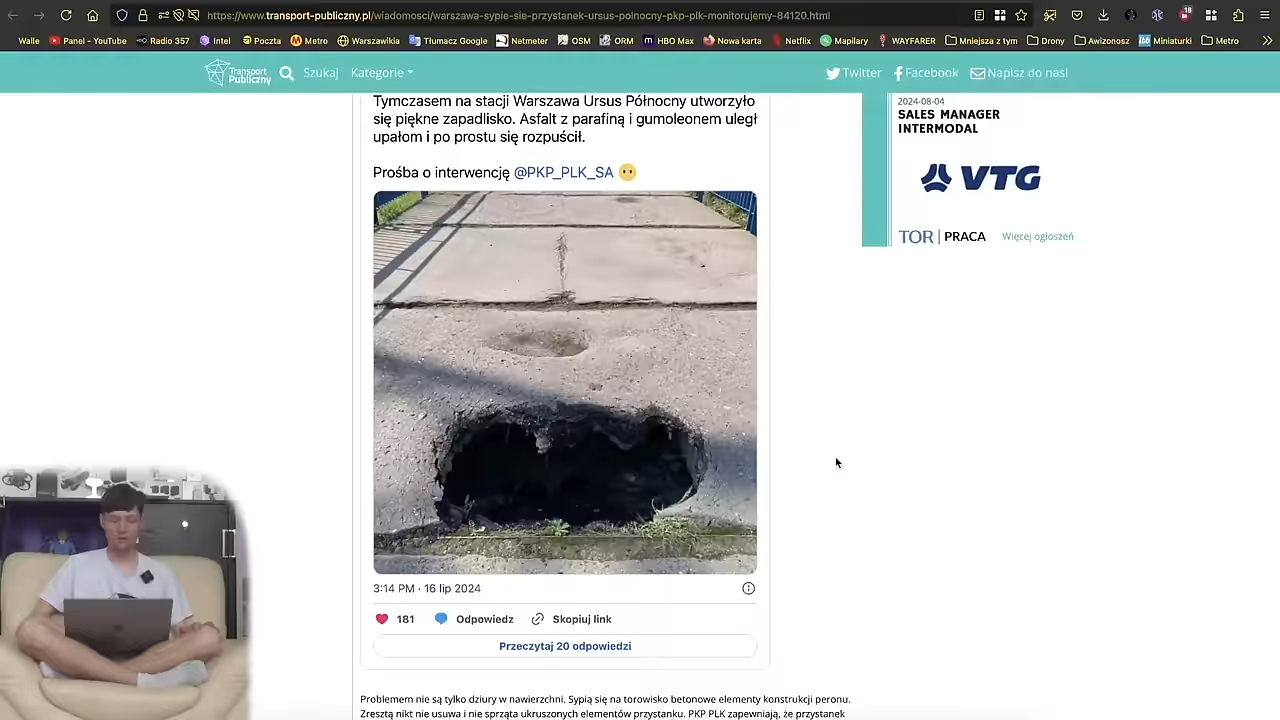 https://www.transport-publiczny.pl/wiadomosci/warszawa-sypie-sie-przystanek-ursus-polnocny-pkp-plk-monitorujemy-84120.html
18
Walle Panel - YouTube Radio 357 Intel Poczta Metro Warszawikia Tłumacz Google Netmeter OSM ORM HBO Max Nowa karta Netflix Mapilary WAYFARER Mniejsza z tym Drony Awizonosz Miniaturki Metro
Transport Publiczny Szukaj Kategorie Twitter Facebook Napisz do nas!
Tymczasem na stacji Warszawa Ursus Północny utworzyło
się piękne zapadlisko. Asfalt z parafiną i gumoleonem uległ
upałom i po prostu się rozpuścił.
Prośba o interwencję @PKP_PLK_SA 😶
3:14 PM · 16 lip 2024
181 Odpowiedz Skopiuj link
Przeczytaj 20 odpowiedzi
Problemem nie są tylko dziury w nawierzchni. Sypią się na torowisko betonowe elementy konstrukcji peronu.
Zresztą nikt nie usuwa i nie sprząta ukruszonych elementów przystanku. PKP PLK zapewniają, że przystanek
2024-08-04
SALES MANAGER
INTERMODAL
VTG
TOR | PRACA Więcej ogłoszeń